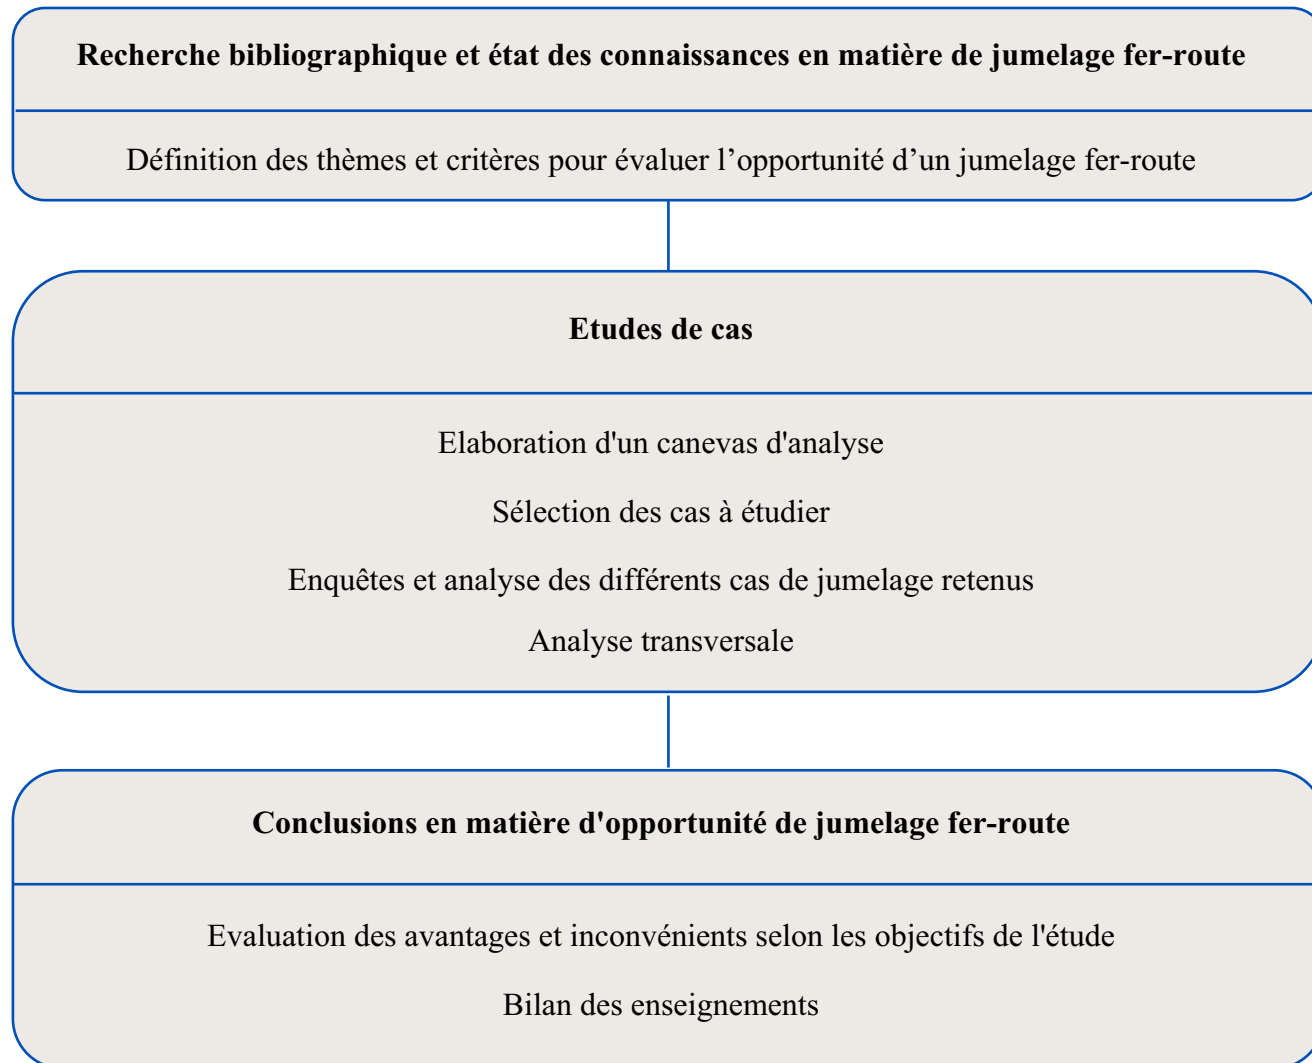 Recherche bibliographique et état des connaissances en matière de jumelage fer-route
Définition des thèmes et critères pour évaluer l’opportunité d’un jumelage fer-route
Etudes de cas
Elaboration d'un canevas d'analyse
Sélection des cas à étudier
Enquêtes et analyse des différents cas de jumelage retenus
Analyse transversale
Conclusions en matière d'opportunité de jumelage fer-route
Evaluation des avantages et inconvénients selon les objectifs de l'étude
Bilan des enseignements